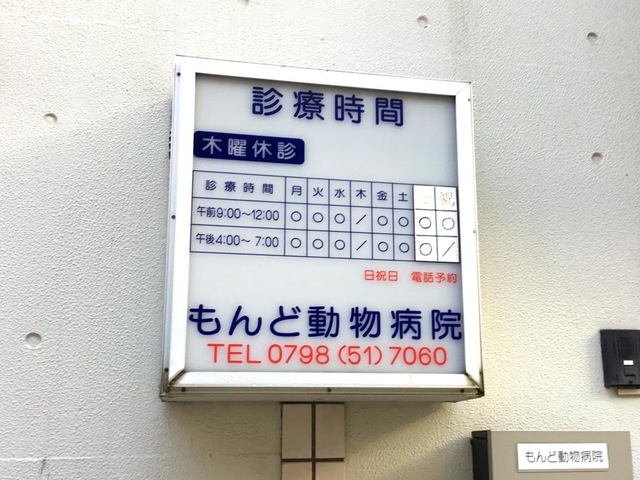 診療時間
木曜休診
診療時間 月 火 水 木 金 土 祝
午前9:00～12:00 ○ ○ ○ / ○ ○ ○ ○
午後4:00～7:00 ○ ○ ○ / ○ ○ ○ /
日祝日 電話予約
もんど動物病院
TEL 0798 (51) 7060
もんど動物病院